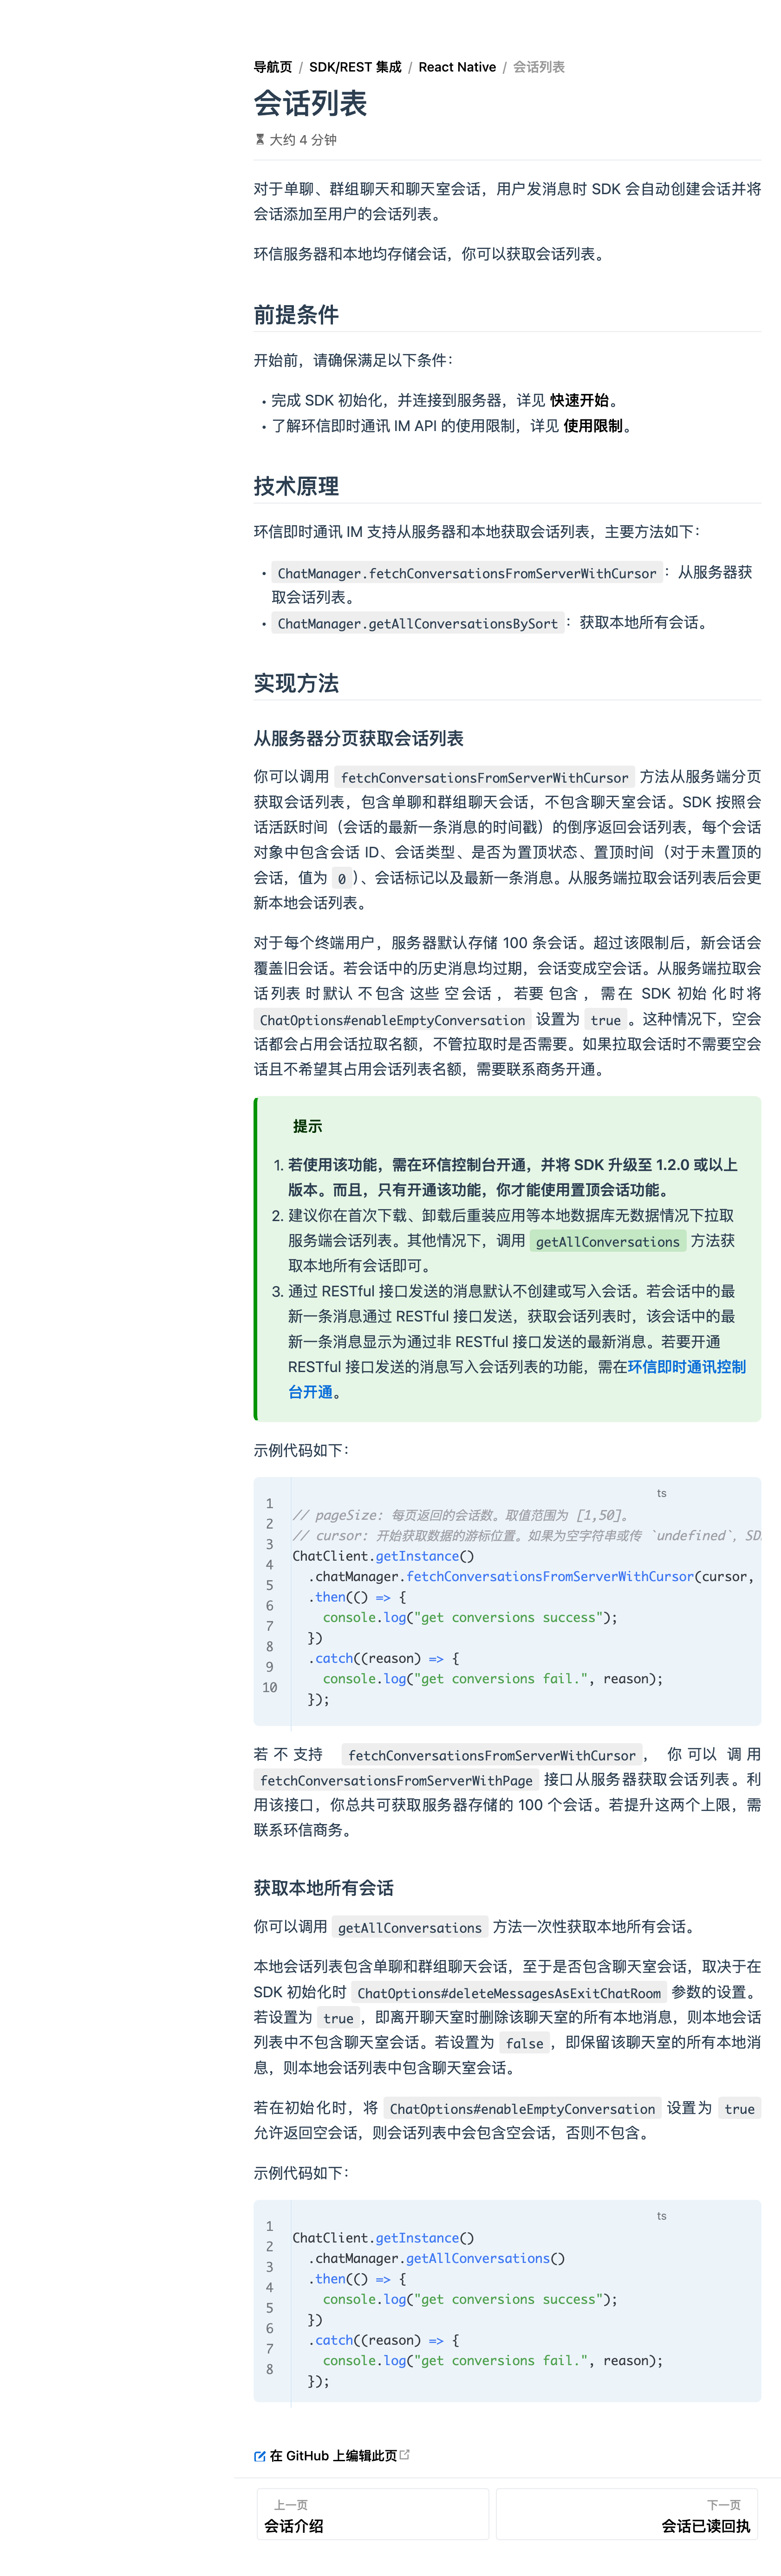 导航页 / SDK/REST 集成 / React Native / 会话列表
会话列表
大约 4 分钟
对于单聊、群组聊天和聊天室会话，用户发消息时 SDK 会自动创建会话并将
会话添加至用户的会话列表。
环信服务器和本地均存储会话，你可以获取会话列表。
前提条件
开始前，请确保满足以下条件：
• 完成 SDK 初始化，并连接到服务器，详见 快速开始。
• 了解环信即时通讯 IM API 的使用限制，详见 使用限制。
技术原理
环信即时通讯 IM 支持从服务器和本地获取会话列表，主要方法如下：
• ChatManager.fetchConversationsFromServerWithCursor：从服务器获
取会话列表。
• ChatManager.getAllConversationsBySort：获取本地所有会话。
实现方法
从服务器分页获取会话列表
你可以调用 fetchConversationsFromServerWithCursor 方法从服务端分页
获取会话列表，包含单聊和群组聊天会话，不包含聊天室会话。SDK 按照会
话活跃时间（会话的最新一条消息的时间戳）的倒序返回会话列表，每个会话
对象中包含会话 ID、会话类型、是否为置顶状态、置顶时间（对于未置顶的
会话，值为 0）、会话标记以及最新一条消息。从服务端拉取会话列表后会更
新本地会话列表。
对于每个终端用户，服务器默认存储 100 条会话。超过该限制后，新会话会
覆盖旧会话。若会话中的历史消息均过期，会话变成空会话。从服务端拉取会
话列表时默认不包含这些空会话，若要包含，需在 SDK 初始化时将
ChatOptions#enableEmptyConversation 设置为 true。这种情况下，空会
话都会占用会话拉取名额，不管拉取时是否需要。如果拉取会话时不需要空会
话且不希望其占用会话列表名额，需要联系商务开通。
提示
1. 若使用该功能，需在环信控制台开通，并将 SDK 升级至 1.2.0 或以上
版本。而且，只有开通该功能，你才能使用置顶会话功能。
2. 建议你在首次下载、卸载后重装应用等本地数据库无数据情况下拉取
服务端会话列表。其他情况下，调用 getAllConversations 方法获
取本地所有会话即可。
3. 通过 RESTful 接口发送的消息默认不创建或写入会话。若会话中的最
新一条消息通过 RESTful 接口发送，获取会话列表时，该会话中的最
新一条消息显示为通过非 RESTful 接口发送的最新消息。若要开通
RESTful 接口发送的消息写入会话列表的功能，需在环信即时通讯控制
台开通。
示例代码如下：
ts
1 // pageSize: 每页返回的会话数。取值范围为 [1,50]。
2 // cursor: 开始获取数据的游标位置。如果为空字符串或传 `undefined`，SD
3 ChatClient.getInstance()
4 .chatManager.fetchConversationsFromServerWithCursor(cursor,
5 .then(() => {
6 console.log("get conversions success");
7 })
8 .catch((reason) => {
9 console.log("get conversions fail.", reason);
10 });
若不支持 fetchConversationsFromServerWithCursor，你可以调用
fetchConversationsFromServerWithPage 接口从服务器获取会话列表。利
用该接口，你总共可获取服务器存储的 100 个会话。若提升这两个上限，需
联系环信商务。
获取本地所有会话
你可以调用 getAllConversations 方法一次性获取本地所有会话。
本地会话列表包含单聊和群组聊天会话，至于是否包含聊天室会话，取决于在
SDK 初始化时 ChatOptions#deleteMessagesAsExitChatRoom 参数的设置。
若设置为 true，即离开聊天室时删除该聊天室的所有本地消息，则本地会话
列表中不包含聊天室会话。若设置为 false，即保留该聊天室的所有本地消
息，则本地会话列表中包含聊天室会话。
若在初始化时，将 ChatOptions#enableEmptyConversation 设置为 true
允许返回空会话，则会话列表中会包含空会话，否则不包含。
示例代码如下：
ts
1 ChatClient.getInstance()
2 .chatManager.getAllConversations()
3 .then(() => {
4 console.log("get conversions success");
5 })
6 .catch((reason) => {
7 console.log("get conversions fail.", reason);
8 });
在 GitHub 上编辑此页
上一页
会话介绍
下一页
会话已读回执